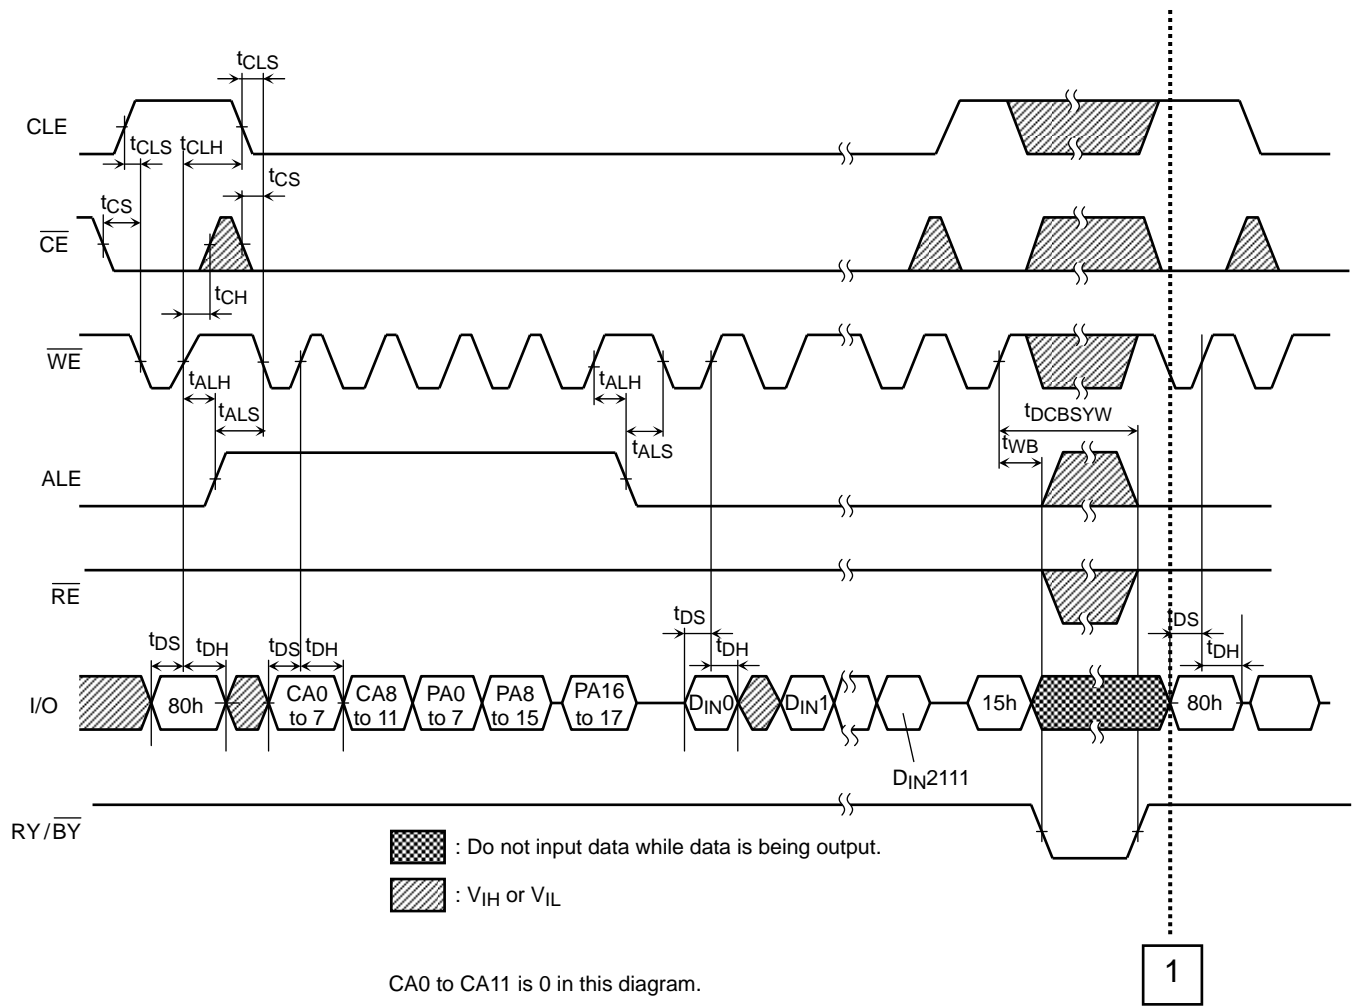 tCLS
CLE
tCLS
tCLH
tCS
tCS
CE
tCH
WE
tALH
tALS
tALH
tALS
tDCBSYW
tWB
ALE
RE
tDS
tDH
tDS
tDH
tDS
tDH
tDS
tDH
I/O
80h
CA0
to 7
CA8
to 11
PA0
to 7
PA8
to 15
PA16
to 17
DIN0
DIN1
15h
80h
DIN2111
RY/BY
: Do not input data while data is being output.
: VIH or VIL
1
CA0 to CA11 is 0 in this diagram.